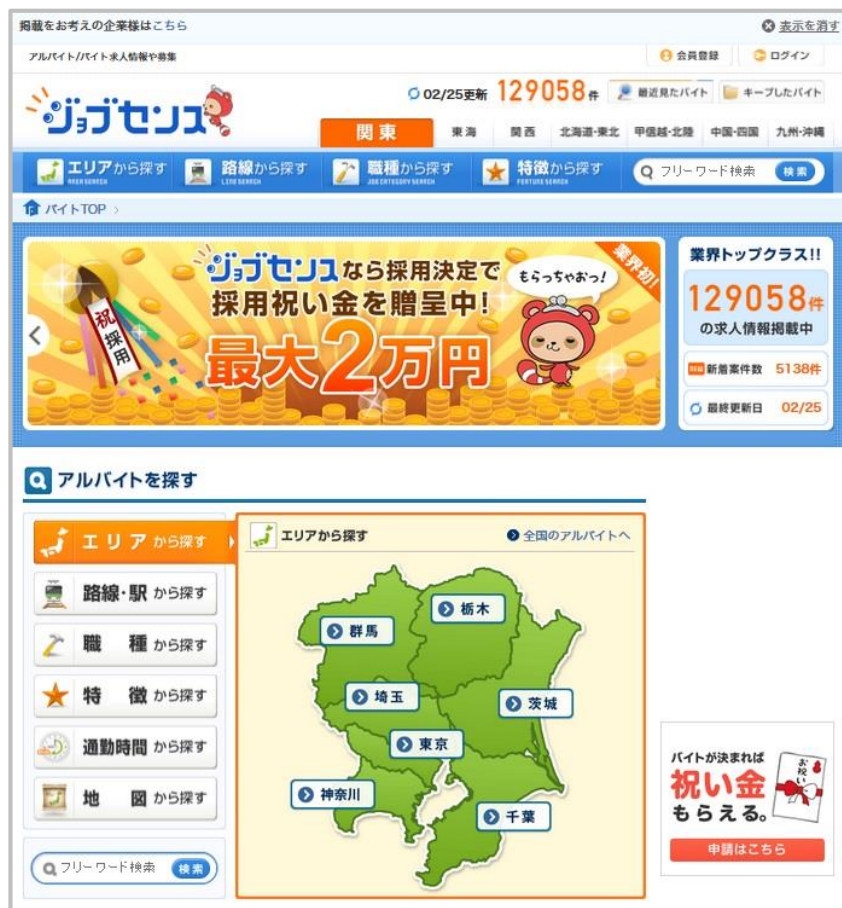 掲載をお考えの企業様はこちら
表示を消す
アルバイト/バイト求人情報や募集
会員登録
ログイン
ジョブセンス
02/25更新 129058件
最近見たバイト
キープしたバイト
関東
東海
関西
北海道・東北
甲信越・北陸
中国・四国
九州・沖縄
エリアから探す
AREA SEARCH
路線から探す
LINE SEARCH
職種から探す
JOB CATEGORY SEARCH
特徴から探す
FEATURE SEARCH
フリーワード検索
検索
バイトTOP
ジョブセンスなら採用決定で
採用祝い金を贈呈中!
最大2万円
祝採用
もらっちゃおっ!
業界初!
業界トップクラス!!
129058件
の求人情報掲載中
NEW 新着案件数 5138件
最終更新日 02/25
アルバイトを探す
エリアから探す
路線・駅から探す
職種から探す
特徴から探す
通勤時間から探す
地図から探す
フリーワード検索
検索
エリアから探す
全国のアルバイトへ
栃木
群馬
埼玉
茨城
東京
神奈川
千葉
バイトが決まれば
祝い金
もらえる。
お祝い
申請はこちら